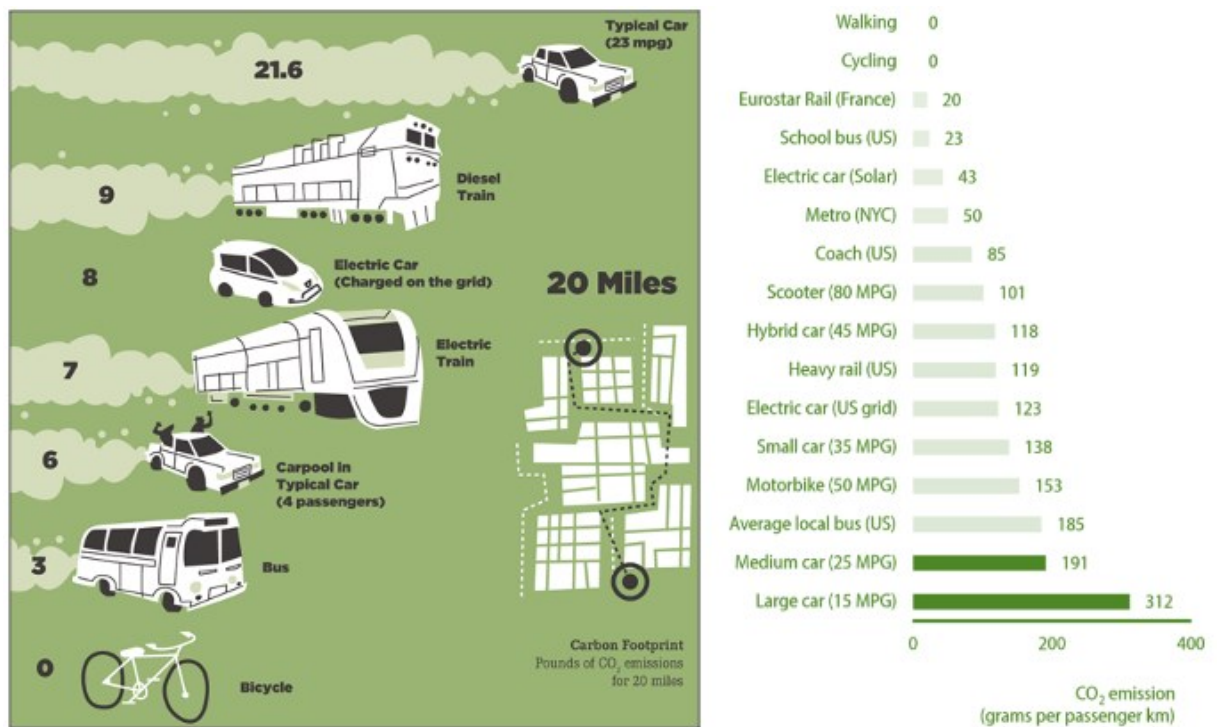 Typical Car
(23 mpg)
21.6
9
Diesel
Train
8
Electric Car
(Charged on the grid)
20 Miles
7
Electric
Train
6
Carpool in
Typical Car
(4 passengers)
3
Bus
0
Bicycle
Carbon Footprint
Pounds of CO₂ emissions
for 20 miles
Walking 0
Cycling 0
Eurostar Rail (France) 20
School bus (US) 23
Electric car (Solar) 43
Metro (NYC) 50
Coach (US) 85
Scooter (80 MPG) 101
Hybrid car (45 MPG) 118
Heavy rail (US) 119
Electric car (US grid) 123
Small car (35 MPG) 138
Motorbike (50 MPG) 153
Average local bus (US) 185
Medium car (25 MPG) 191
Large car (15 MPG) 312
0 200 400
CO₂ emission
(grams per passenger km)